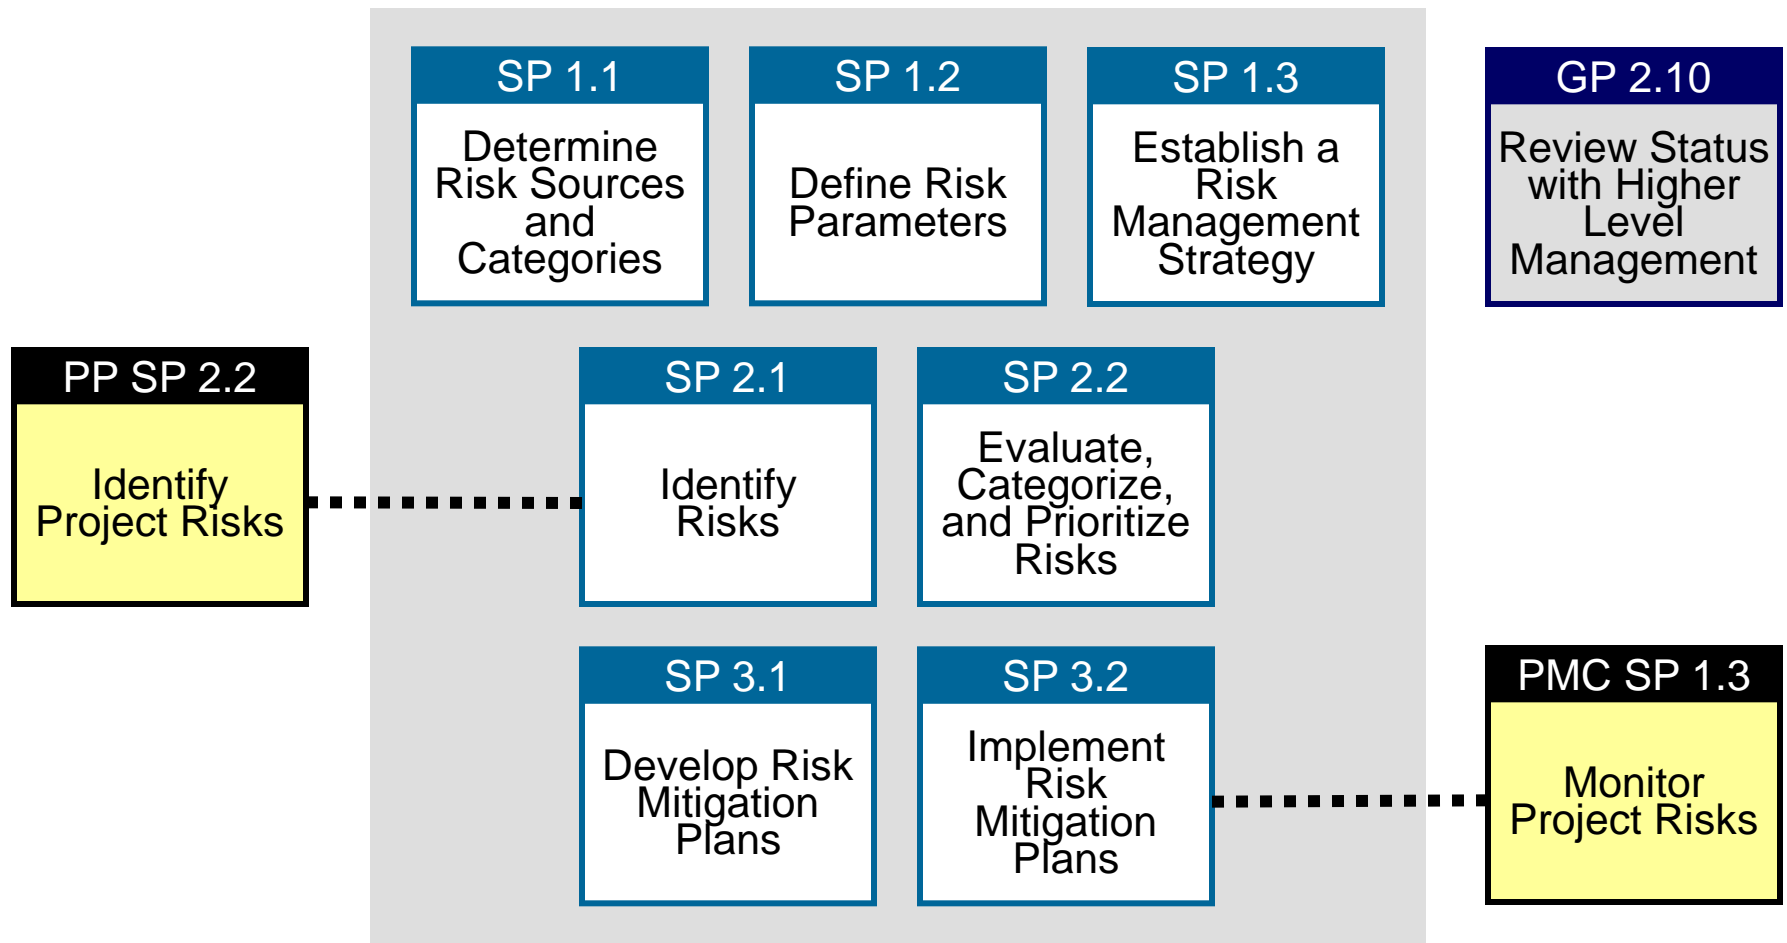 SP 1.1
Determine
Risk Sources
and
Categories
SP 1.2
Define Risk
Parameters
SP 1.3
Establish a
Risk
Management
Strategy
GP 2.10
Review Status
with Higher
Level
Management
PP SP 2.2
Identify
Project Risks
SP 2.1
Identify
Risks
SP 2.2
Evaluate,
Categorize,
and Prioritize
Risks
SP 3.1
Develop Risk
Mitigation
Plans
SP 3.2
Implement
Risk
Mitigation
Plans
PMC SP 1.3
Monitor
Project Risks